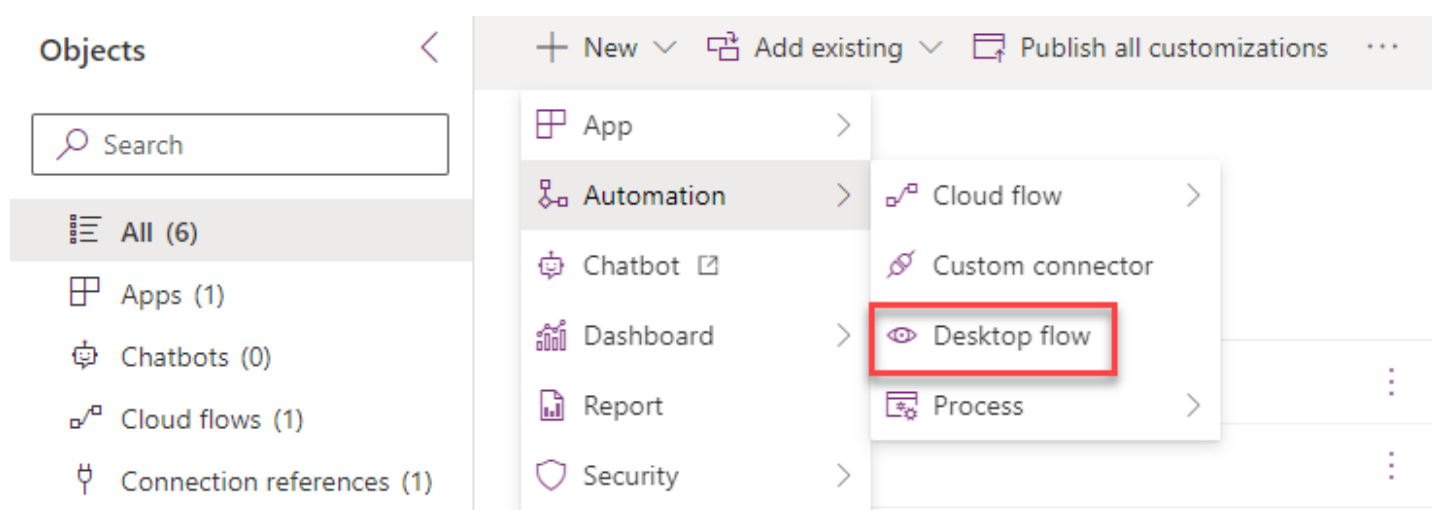 Objects
Search
All (6)
Apps (1)
Chatbots (0)
Cloud flows (1)
Connection references (1)
New
Add existing
Publish all customizations
App
Automation
Chatbot
Dashboard
Report
Security
Cloud flow
Custom connector
Desktop flow
Process